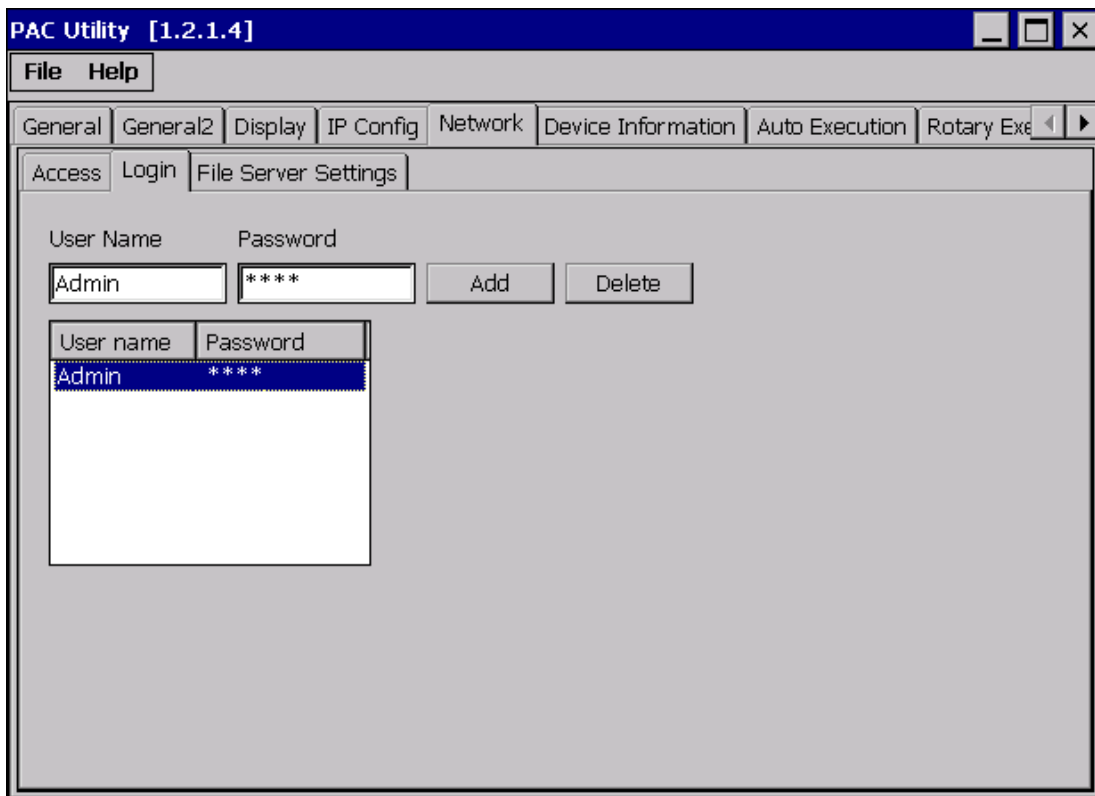 PAC Utility [1.2.1.4]
File Help
General General2 Display IP Config Network Device Information Auto Execution Rotary Exe
Access Login File Server Settings
User Name Password
Admin **** Add Delete
User name Password
Admin ****